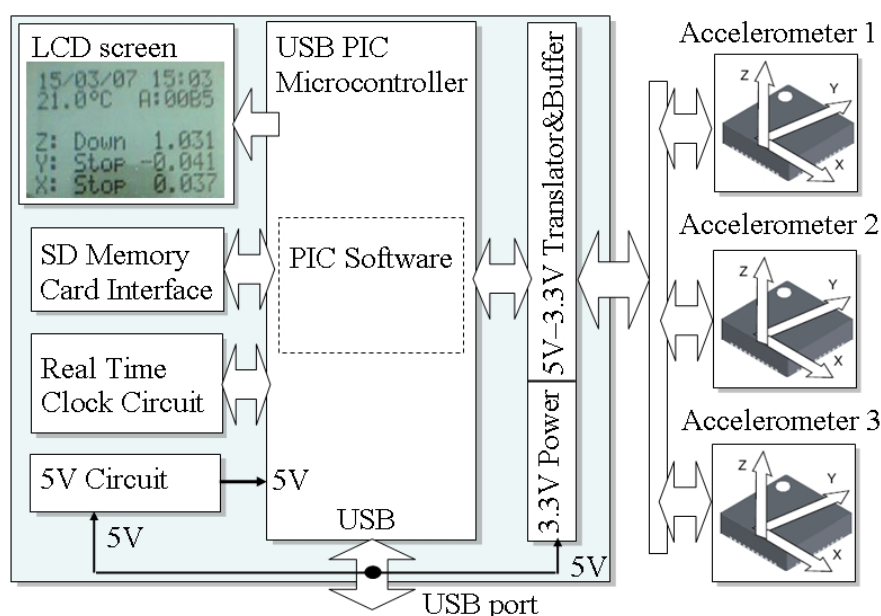 LCD screen
15/03/07 15:03
21.0°C A:00B5
Z: Down 1.031
Y: Stop -0.041
X: Stop 0.037
USB PIC
Microcontroller
PIC Software
SD Memory
Card Interface
Real Time
Clock Circuit
5V Circuit
5V
5V
USB
USB port
5V
5V–3.3V Translator&Buffer
3.3V Power
Accelerometer 1
Z
Y
X
Accelerometer 2
Z
Y
X
Accelerometer 3
Z
Y
X